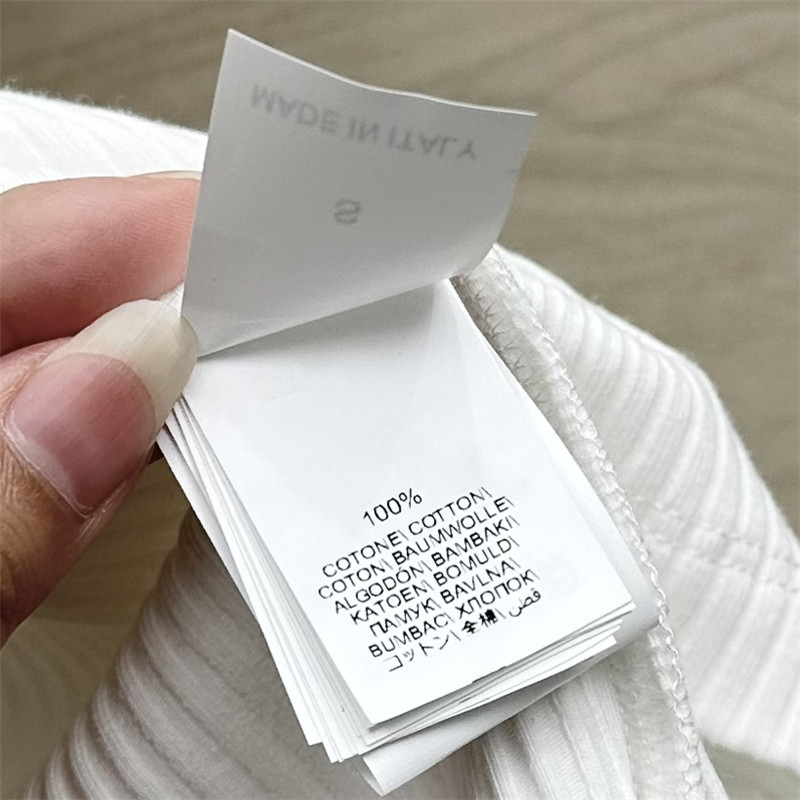 MADE IN ITALY
S
100%
COTONE\ COTTON\
COTON\ BAUMWOLLE\
ALGODÓN\ BAMBAKI\
KATOEN\ BOMULD\
ПАМУК\ BAVLNA\
BUMBAC\ ХЛОПОК\
コットン\ 全棉\ قطن